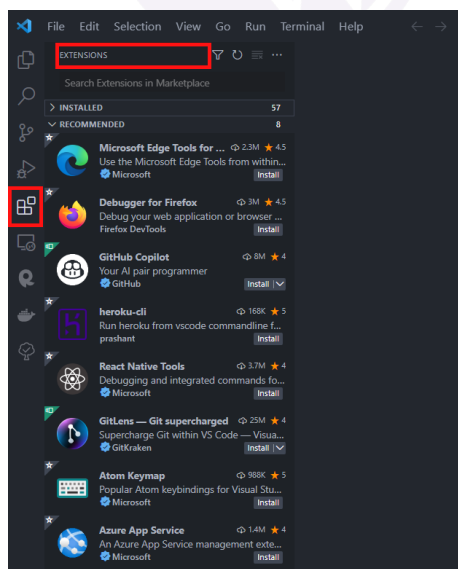 File Edit Selection View Go Run Terminal Help
EXTENSIONS
Search Extensions in Marketplace
INSTALLED 57
RECOMMENDED 8
Microsoft Edge Tools for ... 2.3M 4.5
Use the Microsoft Edge Tools from within...
Microsoft Install
Debugger for Firefox 3M 4.5
Debug your web application or browser ...
Firefox DevTools Install
GitHub Copilot 8M 4
Your AI pair programmer
GitHub Install
heroku-cli 168K 5
Run heroku from vscode commandline f...
prashant Install
React Native Tools 3.7M 4
Debugging and integrated commands fo...
Microsoft Install
GitLens — Git supercharged 25M 4
Supercharge Git within VS Code — Visua...
GitKraken Install
Atom Keymap 988K 5
Popular Atom keybindings for Visual Stu...
Microsoft Install
Azure App Service 1.4M 4
An Azure App Service management exte...
Microsoft Install